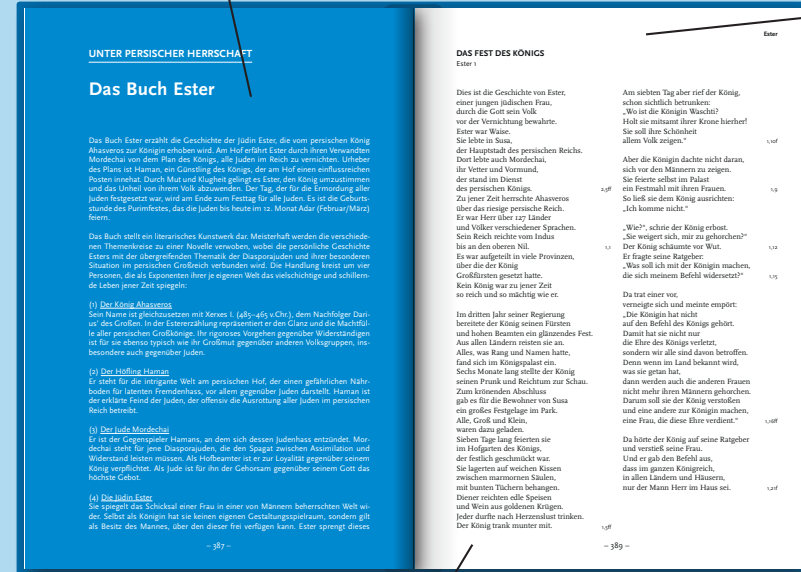 UNTER PERSISCHER HERRSCHAFT
Das Buch Ester
Das Buch Ester erzählt die Geschichte der Jüdin Ester, die vom persischen König
Ahasveros zur Königin erhoben wird. Am Hof erfährt Ester durch ihren Verwandten
Mordechai von dem Plan des Königs, alle Juden im Reich zu vernichten. Urheber
des Plans ist Haman, ein Günstling des Königs, der am Hof einen einflussreichen
Posten innehat. Durch Mut und Klugheit gelingt es Ester, den König umzustimmen
und das Unheil von ihrem Volk abzuwenden. Der Tag, der für die Ermordung aller
Juden festgesetzt war, wird am Ende zum Festtag für alle Juden. Es ist die Geburts-
stunde des Purimfestes, das die Juden bis heute im 12. Monat Adar (Februar/März)
feiern.
Das Buch stellt ein literarisches Kunstwerk dar. Meisterhaft werden die verschiede-
nen Themenkreise zu einer Novelle verwoben, wobei die persönliche Geschichte
Esters mit der übergreifenden Thematik der Diasporajuden und ihrer besonderen
Situation im persischen Großreich verbunden wird. Die Handlung kreist um vier
Personen, die als Exponenten ihrer je eigenen Welt das vielschichtige und schillern-
de Leben jener Zeit spiegeln:
(1) Der König Ahasveros
Sein Name ist gleichzusetzen mit Xerxes I. (485–465 v.Chr.), dem Nachfolger Dari-
us' des Großen. In der Estererzählung repräsentiert er den Glanz und die Machtfül-
le aller persischen Großkönige. Ihr rigoroses Vorgehen gegenüber Widerständigen
ist für sie ebenso typisch wie ihr Großmut gegenüber anderen Volksgruppen, ins-
besondere auch gegenüber Juden.
(2) Der Höfling Haman
Er steht für die intrigante Welt am persischen Hof, der einen gefährlichen Nähr-
boden für latenten Fremdenhass, vor allem gegenüber Juden darstellt. Haman ist
der erklärte Feind der Juden, der offensiv die Ausrottung aller Juden im persischen
Reich betreibt.
(3) Der Jude Mordechai
Er ist der Gegenspieler Hamans, an dem sich dessen Judenhass entzündet. Mor-
dechai steht für jene Diasporajuden, die den Spagat zwischen Assimilation und
Widerstand leisten müssen. Als Hofbeamter ist er zur Loyalität gegenüber seinem
König verpflichtet. Als Jude ist für ihn der Gehorsam gegenüber seinem Gott das
höchste Gebot.
(4) Die Jüdin Ester
Sie spiegelt das Schicksal einer Frau in einer von Männern beherrschten Welt wi-
der. Selbst als Königin hat sie keinen eigenen Gestaltungsspielraum, sondern gilt
als Besitz des Mannes, über den dieser frei verfügen kann. Ester sprengt dieses
– 387 –
Ester
DAS FEST DES KÖNIGS
Ester 1
Dies ist die Geschichte von Ester,
einer jungen jüdischen Frau,
durch die Gott sein Volk
vor der Vernichtung bewahrte.
Ester war Waise.
Sie lebte in Susa,
der Hauptstadt des persischen Reichs.
Dort lebte auch Mordechai,
ihr Vetter und Vormund,
der stand im Dienst
des persischen Königs. 2,5ff
Zu jener Zeit herrschte Ahasveros
über das riesige persische Reich.
Er war Herr über 127 Länder
und Völker verschiedener Sprachen.
Sein Reich reichte vom Indus
bis an den oberen Nil. 1,1
Es war aufgeteilt in viele Provinzen,
über die der König
Großfürsten gesetzt hatte.
Kein König war zu jener Zeit
so reich und so mächtig wie er.
Im dritten Jahr seiner Regierung
bereitete der König seinen Fürsten
und hohen Beamten ein glänzendes Fest.
Aus allen Ländern reisten sie an.
Alles, was Rang und Namen hatte,
fand sich im Königspalast ein.
Sechs Monate lang stellte der König
seinen Prunk und Reichtum zur Schau.
Zum krönenden Abschluss
gab es für die Bewohner von Susa
ein großes Festgelage im Park.
Alle, Groß und Klein,
waren dazu geladen.
Sieben Tage lang feierten sie
im Hofgarten des Königs,
der festlich geschmückt war.
Sie lagerten auf weichen Kissen
zwischen marmornen Säulen,
mit bunten Tüchern behangen.
Diener reichten edle Speisen
und Wein aus goldenen Krügen.
Jeder durfte nach Herzenslust trinken.
Der König trank munter mit. 1,5ff
Am siebten Tag aber rief der König,
schon sichtlich betrunken:
„Wo ist die Königin Waschti?
Holt sie mitsamt ihrer Krone hierher!
Sie soll ihre Schönheit
allem Volk zeigen.“ 1,10f
Aber die Königin dachte nicht daran,
sich vor den Männern zu zeigen.
Sie feierte selbst im Palast
ein Festmahl mit ihren Frauen. 1,9
So ließ sie dem König ausrichten:
„Ich komme nicht.“
„Wie?“, schrie der König erbost.
„Sie weigert sich, mir zu gehorchen?“
Der König schäumte vor Wut. 1,12
Er fragte seine Ratgeber:
„Was soll ich mit der Königin machen,
die sich meinem Befehl widersetzt?“ 1,15
Da trat einer vor,
verneigte sich und meinte empört:
„Die Königin hat nicht
auf den Befehl des Königs gehört.
Damit hat sie nicht nur
die Ehre des Königs verletzt,
sondern wir alle sind davon betroffen.
Denn wenn im Land bekannt wird,
was sie getan hat,
dann werden auch die anderen Frauen
nicht mehr ihren Männern gehorchen.
Darum soll sie der König verstoßen
und eine andere zur Königin machen,
eine Frau, die diese Ehre verdient.“ 1,16ff
Da hörte der König auf seine Ratgeber
und verstieß seine Frau.
Und er gab den Befehl aus,
dass im ganzen Königreich,
in allen Ländern und Häusern,
nur der Mann Herr im Haus sei. 1,21f
– 389 –